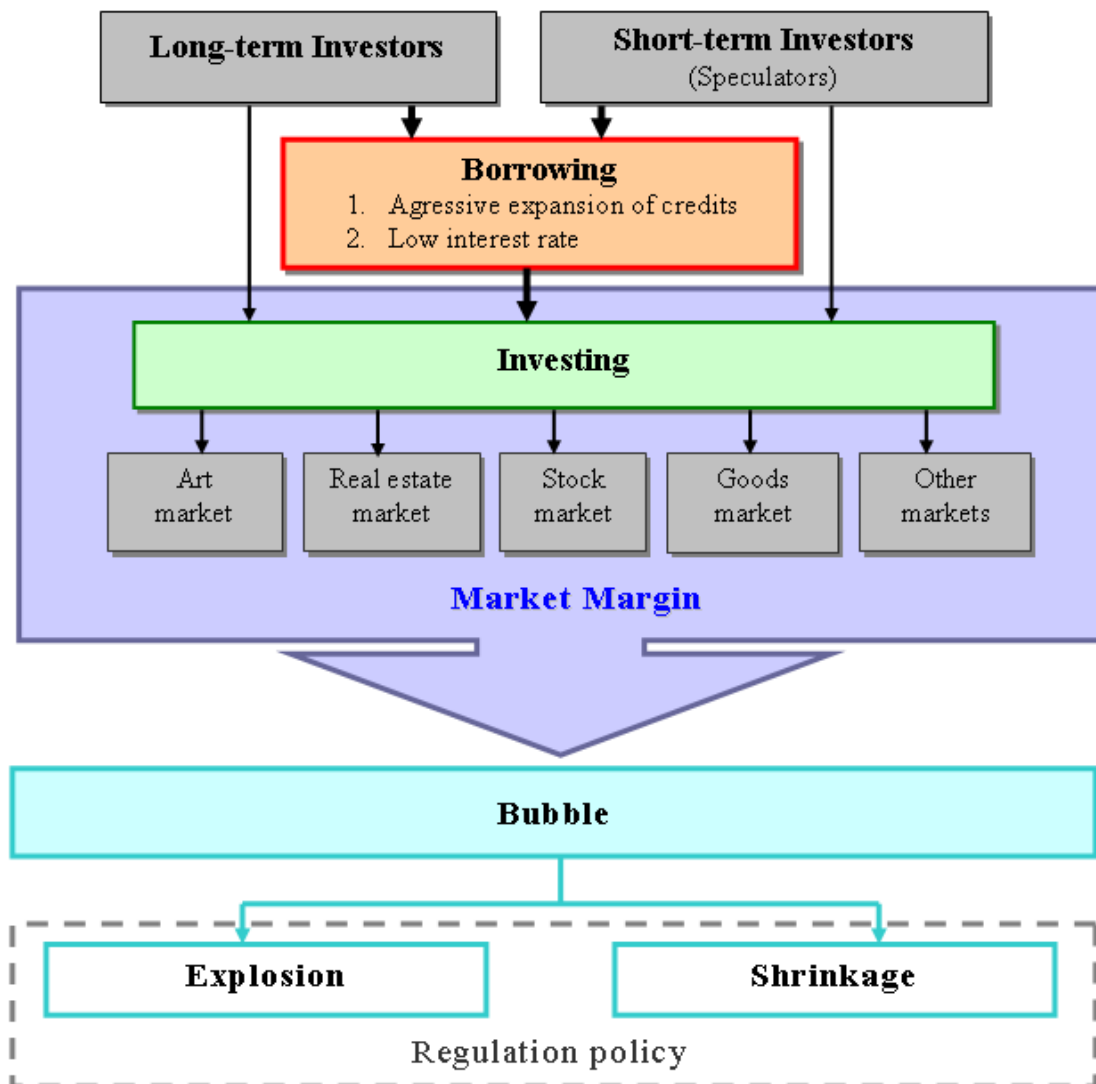 Long-term Investors
Short-term Investors
(Speculators)
Borrowing
1. Agressive expansion of credits
2. Low interest rate
Investing
Art
market
Real estate
market
Stock
market
Goods
market
Other
markets
Market Margin
Bubble
Explosion
Shrinkage
Regulation policy